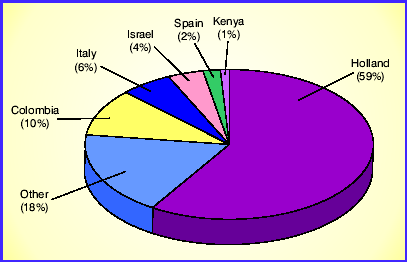 Spain
(2%)
Kenya
(1%)
Israel
(4%)
Italy
(6%)
Holland
(59%)
Colombia
(10%)
Other
(18%)